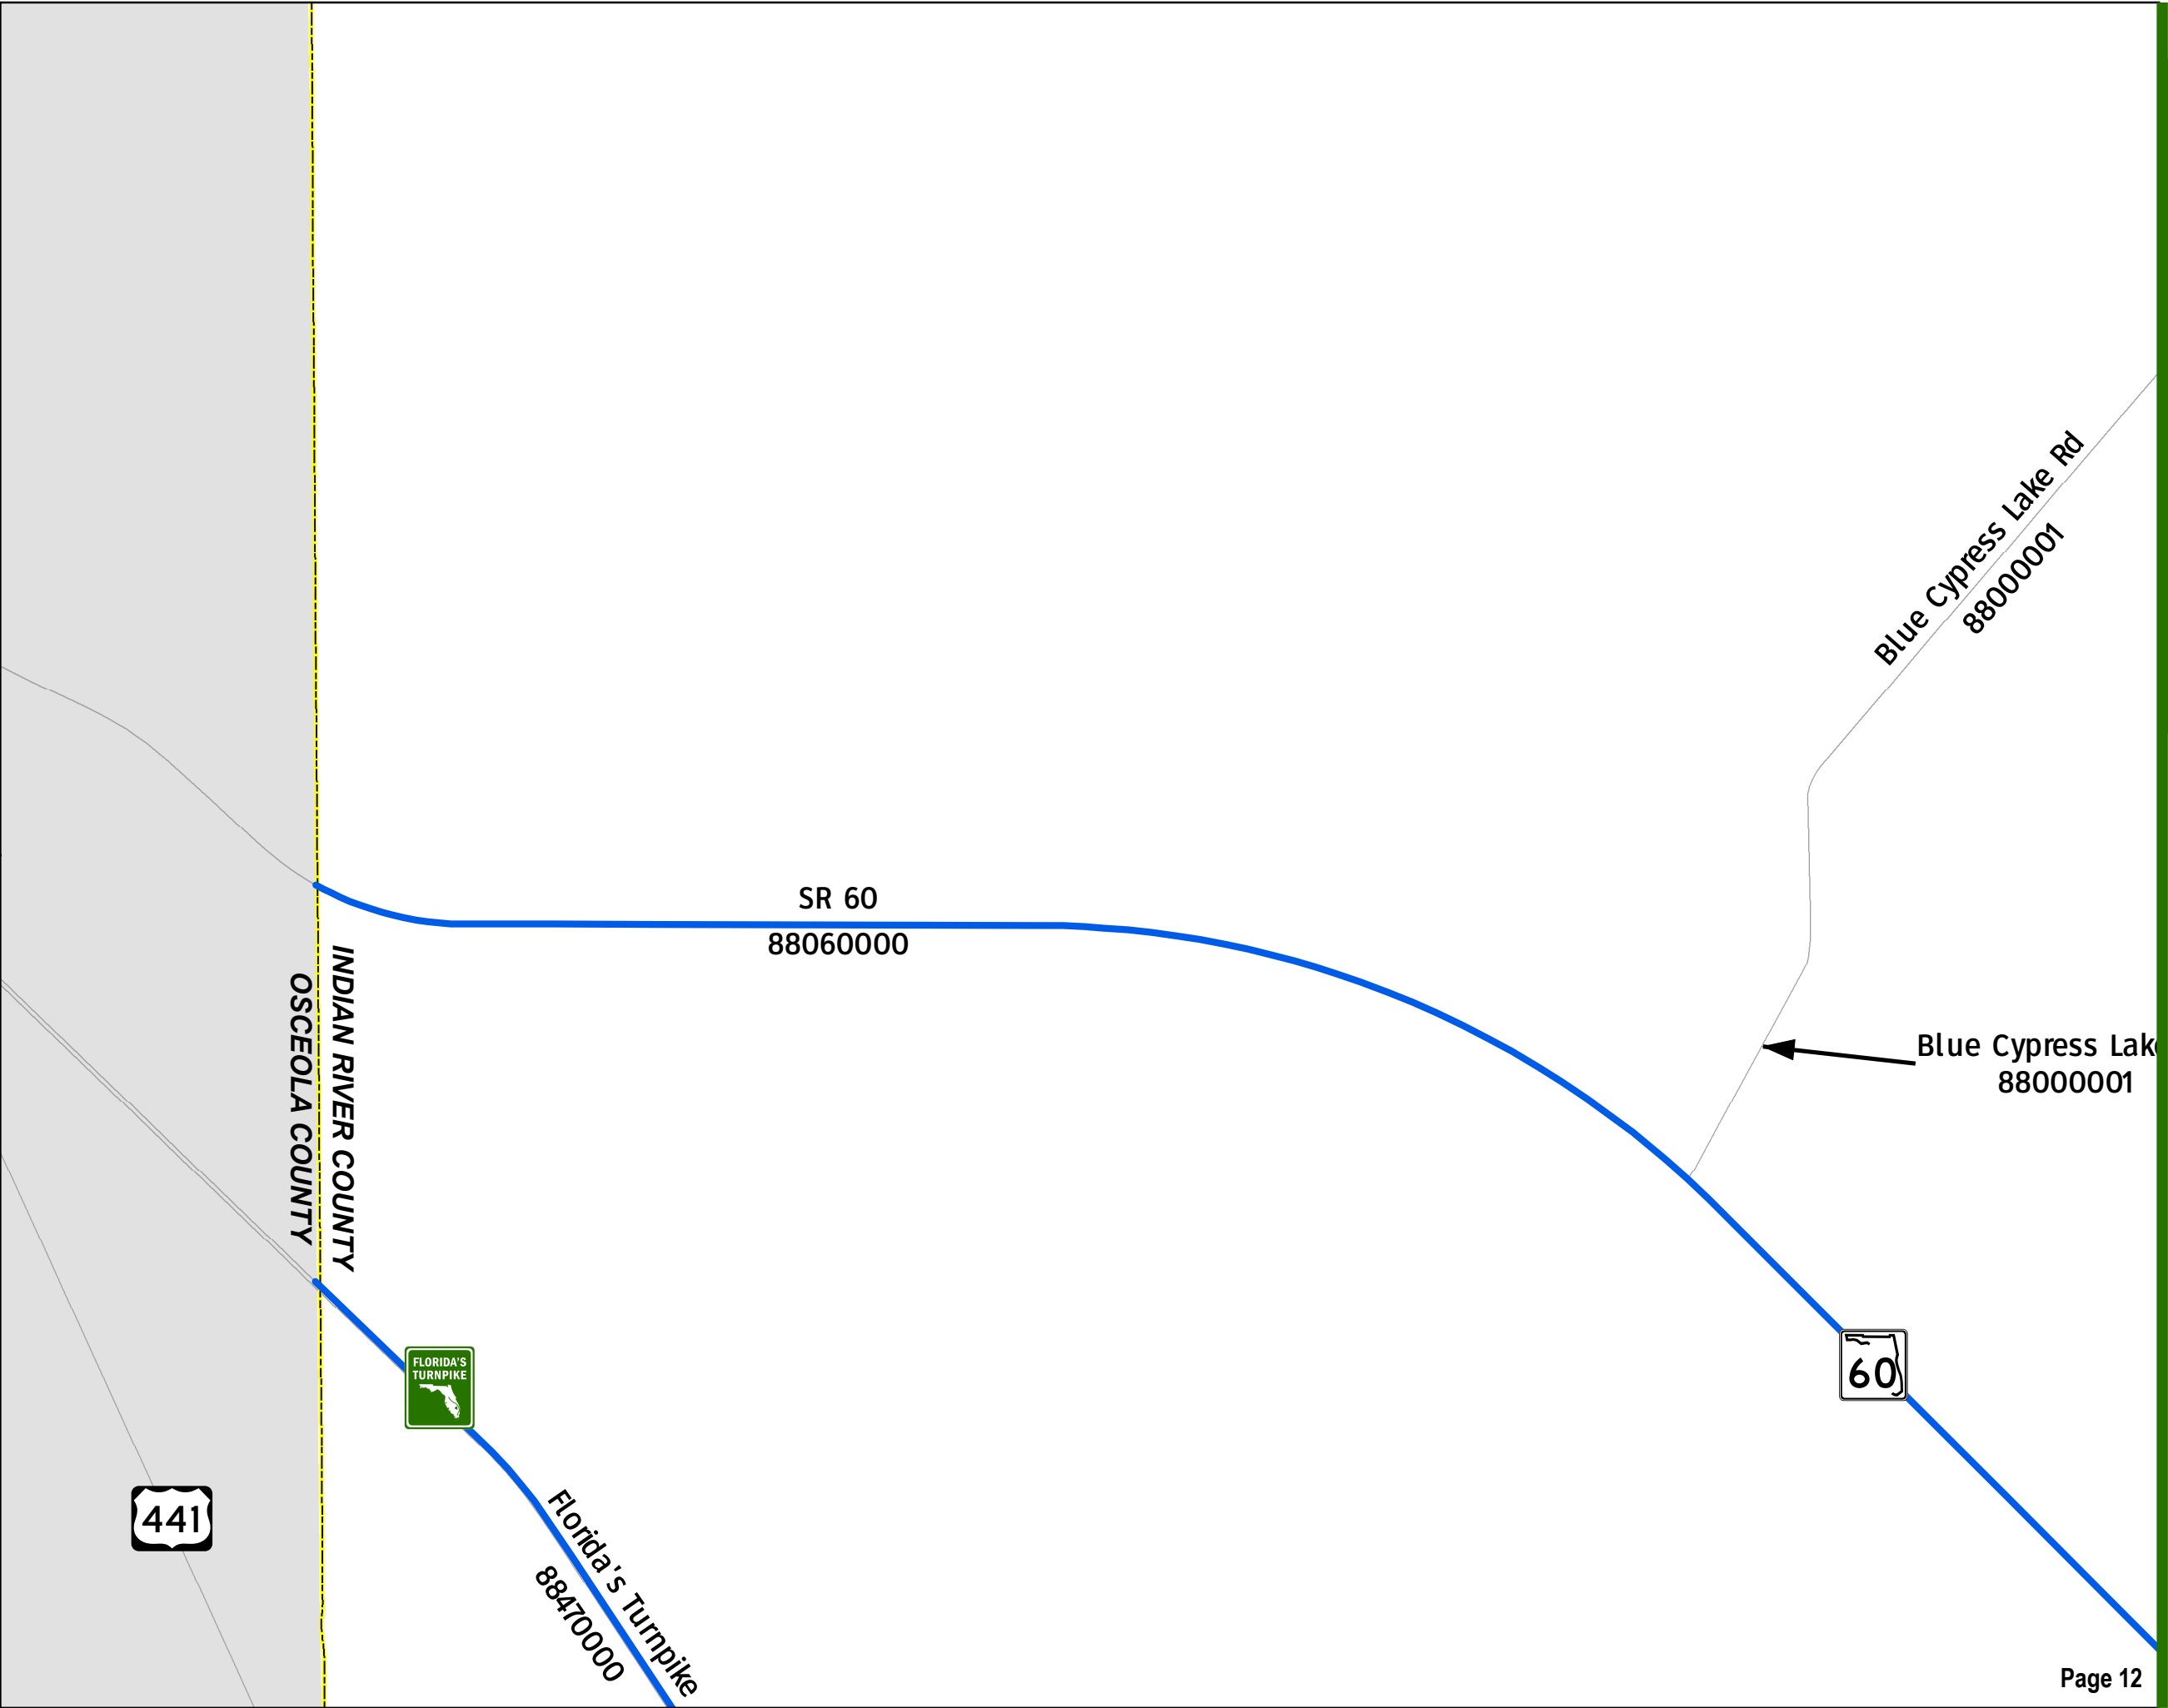 Blue Cypress Lake Rd
88000001
SR 60
88060000
INDIAN RIVER COUNTY
OSCEOLA COUNTY
Blue Cypress Lake
88000001
FLORIDA'S
TURNPIKE
60
441
Florida's Turnpike
88470000
Page 12